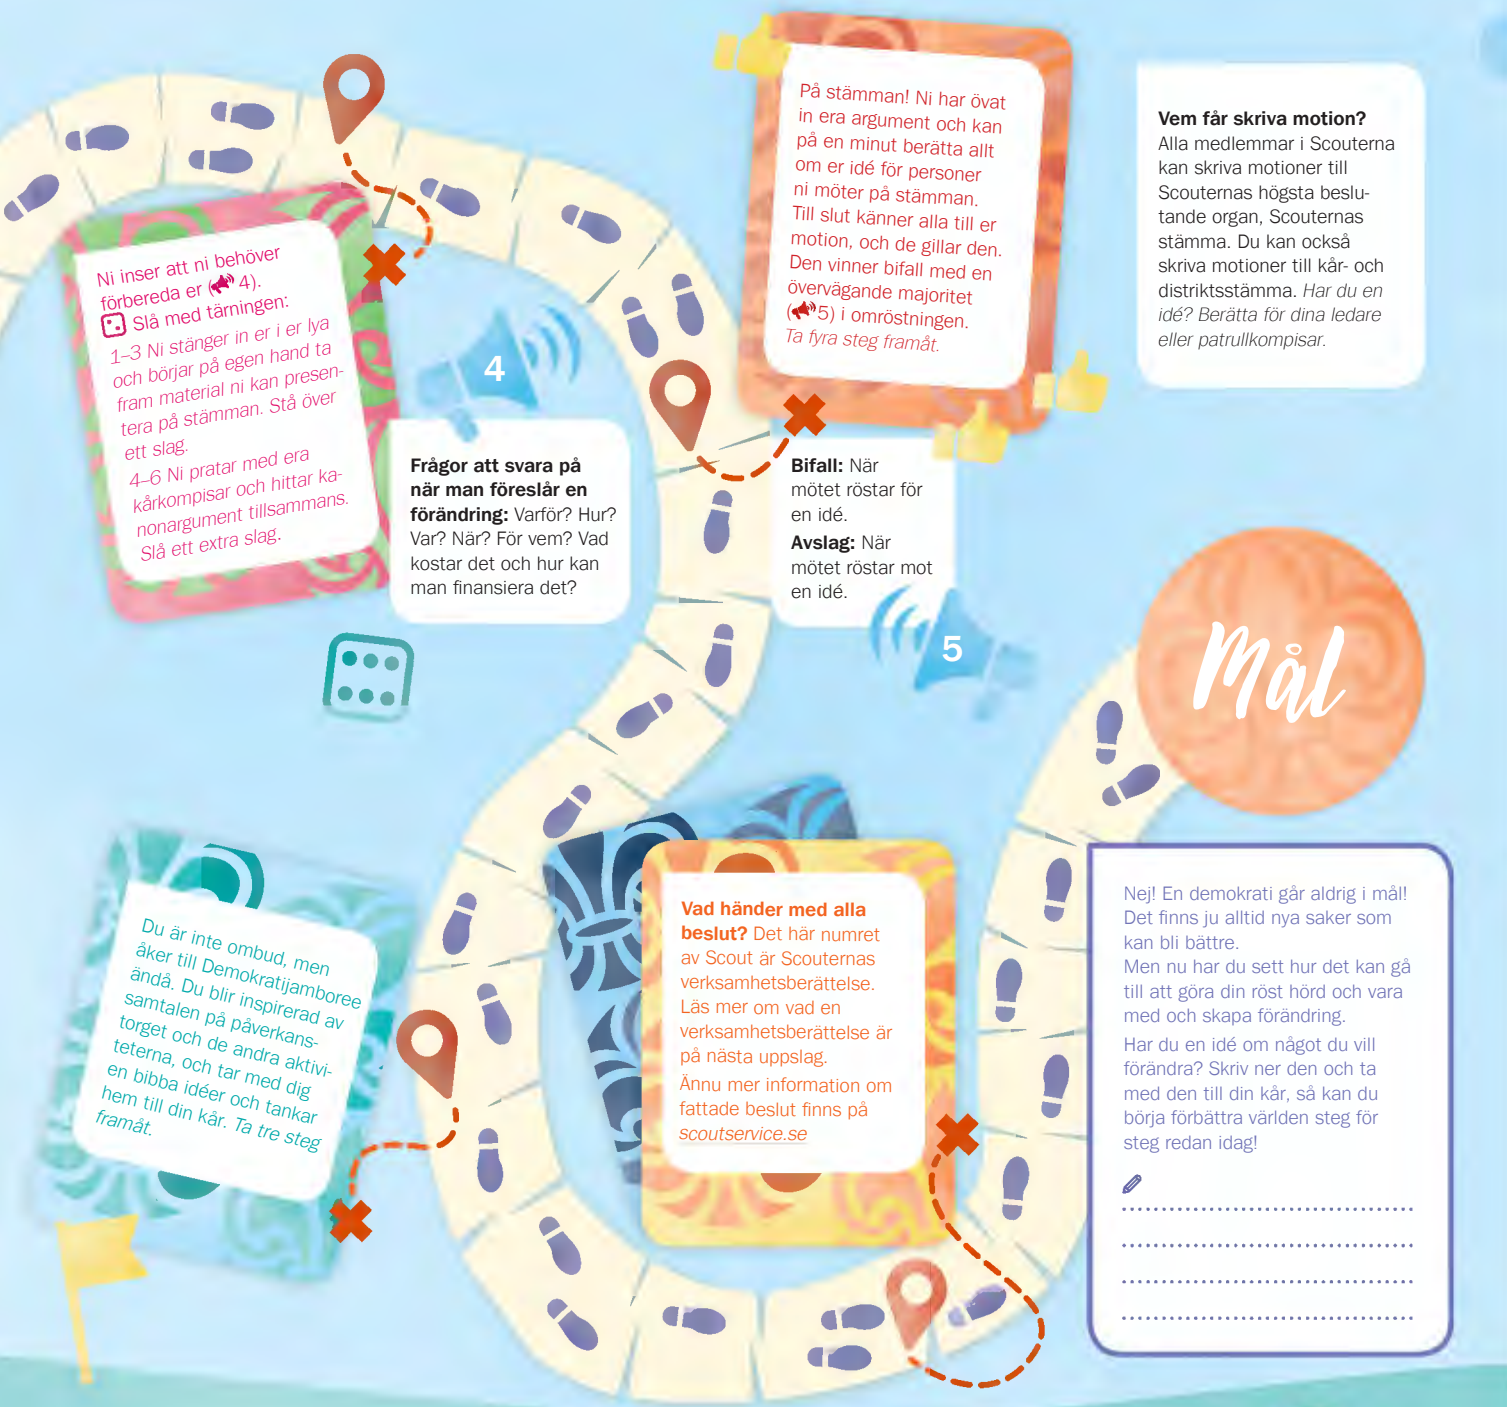 Ni inser att ni behöver
förbereda er (4).
Slå med tärningen:
1–3 Ni stänger in er i er lya
och börjar på egen hand ta
fram material ni kan presen-
tera på stämman. Stå över
ett slag.
4–6 Ni pratar med era
kårkompisar och hittar ka-
nonargument tillsammans.
Slå ett extra slag.
4
Frågor att svara på
när man föreslår en
förändring: Varför? Hur?
Var? När? För vem? Vad
kostar det och hur kan
man finansiera det?
På stämman! Ni har övat
in era argument och kan
på en minut berätta allt
om er idé för personer
ni möter på stämman.
Till slut känner alla till er
motion, och de gillar den.
Den vinner bifall med en
övervägande majoritet
(5) i omröstningen.
Ta fyra steg framåt.
Bifall: När
mötet röstar för
en idé.
Avslag: När
mötet röstar mot
en idé.
5
Vem får skriva motion?
Alla medlemmar i Scouterna
kan skriva motioner till
Scouternas högsta beslu-
tande organ, Scouternas
stämma. Du kan också
skriva motioner till kår- och
distriktsstämma. Har du en
idé? Berätta för dina ledare
eller patrullkompisar.
Du är inte ombud, men
åker till Demokratijamboree
ändå. Du blir inspirerad av
samtalen på påverkans-
torget och de andra aktivi-
teterna, och tar med dig
en bibba idéer och tankar
hem till din kår. Ta tre steg
framåt.
Vad händer med alla
beslut? Det här numret
av Scout är Scouternas
verksamhetsberättelse.
Läs mer om vad en
verksamhetsberättelse är
på nästa uppslag.
Ännu mer information om
fattade beslut finns på
scoutservice.se
Mål
Nej! En demokrati går aldrig i mål!
Det finns ju alltid nya saker som
kan bli bättre.
Men nu har du sett hur det kan gå
till att göra din röst hörd och vara
med och skapa förändring.
Har du en idé om något du vill
förändra? Skriv ner den och ta
med den till din kår, så kan du
börja förbättra världen steg för
steg redan idag!